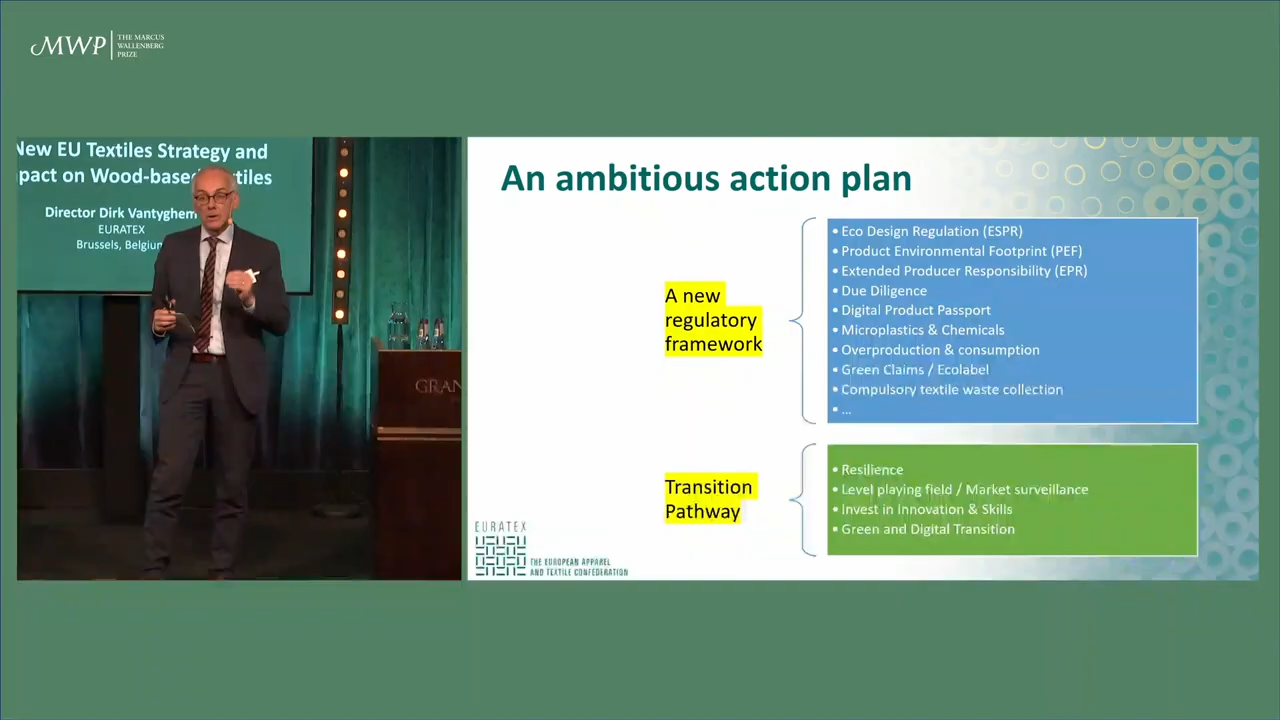 MWP
THE MARCUS
WALLENBERG
PRIZE
New EU Textiles Strategy and
pact on Wood-based
tiles
Director Dirk Vantyghem
EURATEX
Brussels, Belgium
GRAN
An ambitious action plan
A new
regulatory
framework
• Eco Design Regulation (ESPR)
• Product Environmental Footprint (PEF)
• Extended Producer Responsibility (EPR)
• Due Diligence
• Digital Product Passport
• Microplastics & Chemicals
• Overproduction & consumption
• Green Claims / Ecolabel
• Compulsory textile waste collection
• ...
Transition
Pathway
• Resilience
• Level playing field / Market surveillance
• Invest in Innovation & Skills
• Green and Digital Transition
EURATEX
THE EUROPEAN APPAREL
AND TEXTILE CONFEDERATION